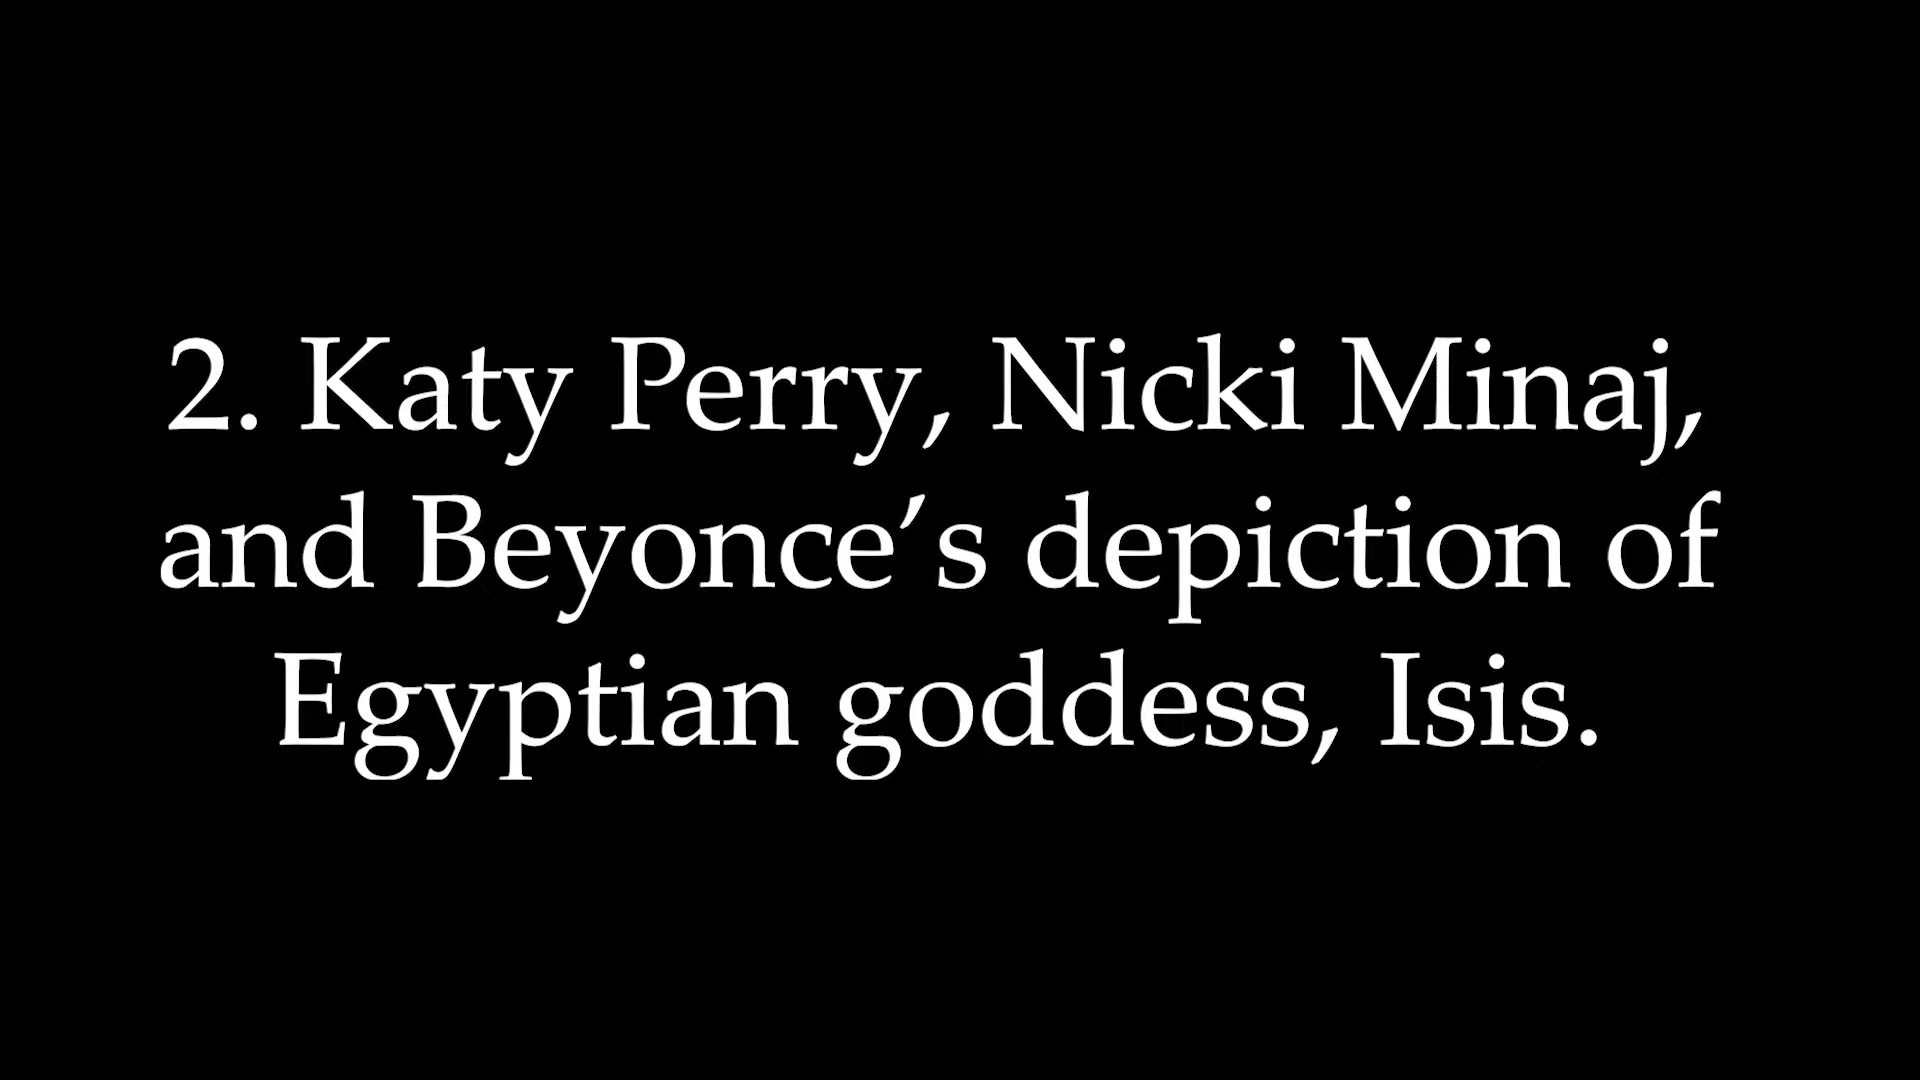 2. Katy Perry, Nicki Minaj,
and Beyonce’s depiction of
Egyptian goddess, Isis.